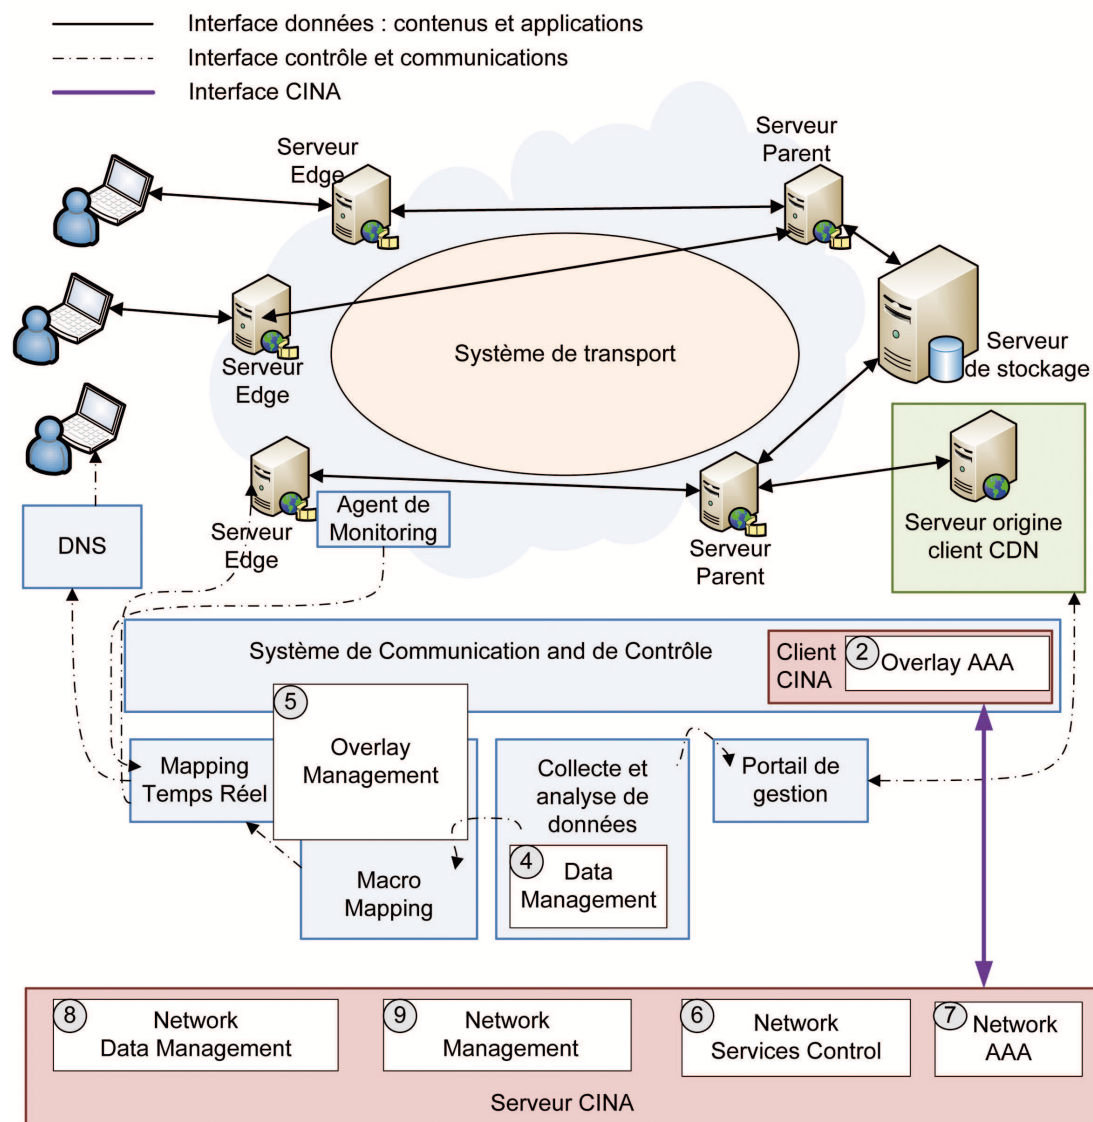 Interface données : contenus et applications
Interface contrôle et communications
Interface CINA
Serveur
Edge
Serveur
Parent
Serveur
Edge
Système de transport
Serveur
de stockage
Serveur
Edge
Agent de
Monitoring
Serveur
Parent
Serveur origine
client CDN
DNS
Système de Communication and de Contrôle
Client
CINA
2
Overlay AAA
5
Overlay
Management
Mapping
Temps Réel
Collecte et
analyse de
données
Portail de
gestion
Macro
Mapping
4
Data
Management
8
Network
Data Management
9
Network
Management
6
Network
Services Control
7
Network
AAA
Serveur CINA